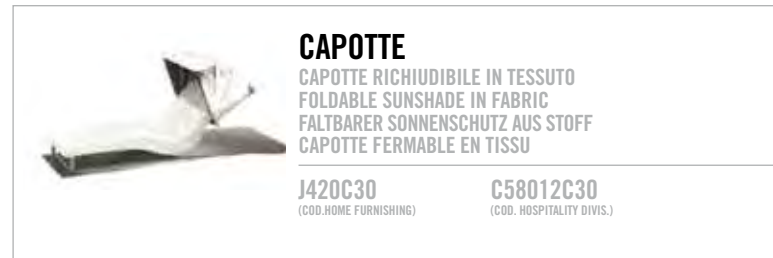 CAPOTTE
CAPOTTE RICHIUDIBILE IN TESSUTO
FOLDABLE SUNSHADE IN FABRIC
FALTBARER SONNENSCHUTZ AUS STOFF
CAPOTTE FERMABLE EN TISSU
J420C30
(COD.HOME FURNISHING)
C58012C30
(COD. HOSPITALITY DIVIS.)